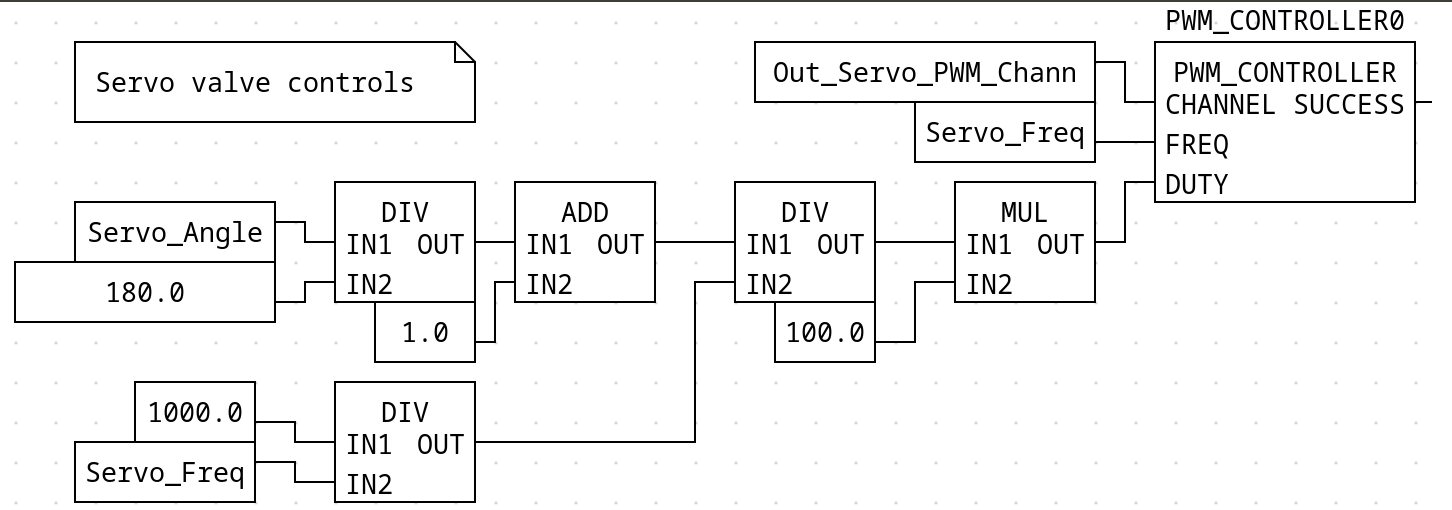 PWM_CONTROLLER0
Servo valve controls
Out_Servo_PWM_Chann
PWM_CONTROLLER
CHANNEL SUCCESS
Servo_Freq
FREQ
DUTY
Servo_Angle
180.0
DIV
IN1 OUT
IN2
1.0
ADD
IN1 OUT
IN2
DIV
IN1 OUT
IN2
100.0
MUL
IN1 OUT
IN2
1000.0
Servo_Freq
DIV
IN1 OUT
IN2